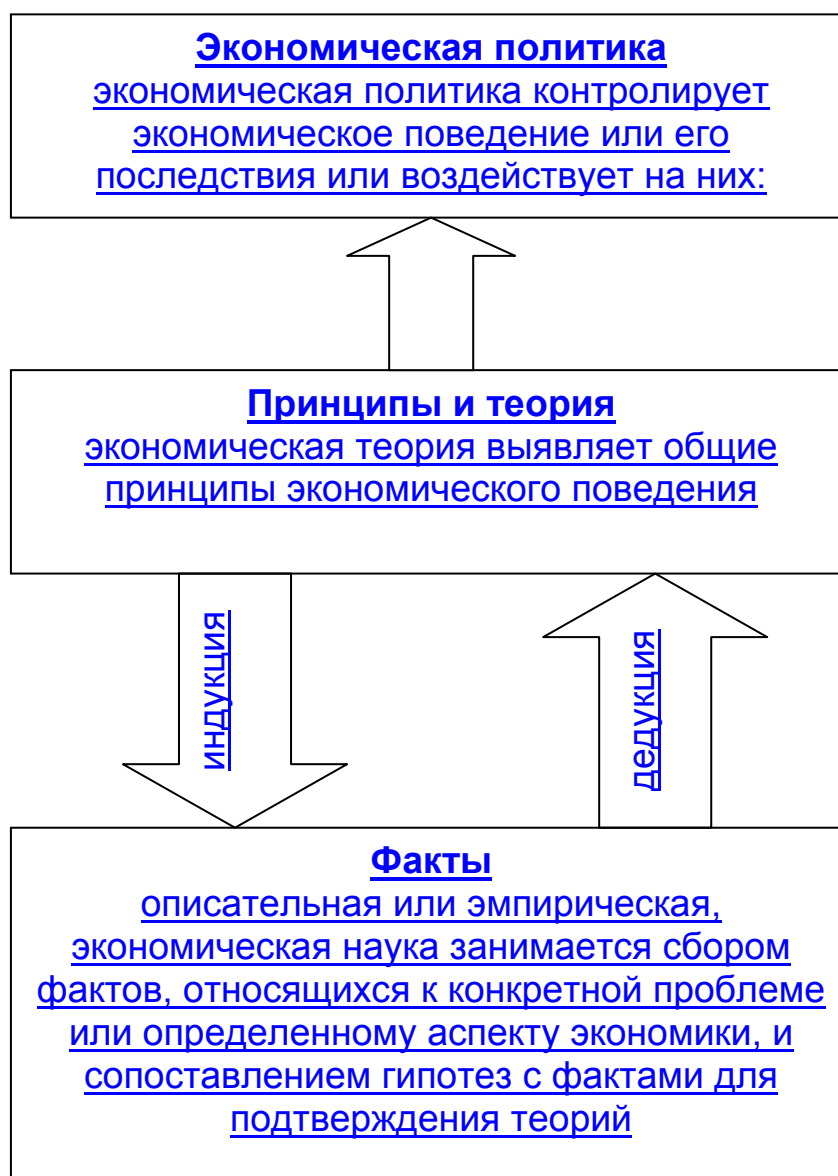 Экономическая политика
экономическая политика контролирует
экономическое поведение или его
последствия или воздействует на них:
Принципы и теория
экономическая теория выявляет общие
принципы экономического поведения
индукция
дедукция
Факты
описательная или эмпирическая,
экономическая наука занимается сбором
фактов, относящихся к конкретной проблеме
или определенному аспекту экономики, и
сопоставлением гипотез с фактами для
подтверждения теорий